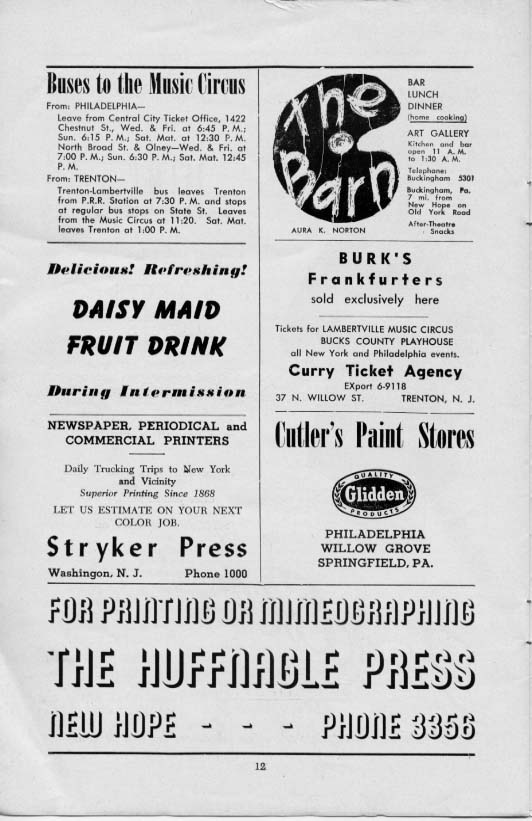 Buses to the Music Circus
From: PHILADELPHIA—
Leave from Central City Ticket Office, 1422
Chestnut St., Wed. & Fri. at 6:45 P. M.;
Sun. 6:15 P. M.; Sat. Mat. at 12:30 P. M.
North Broad St. & Olney—Wed. & Fri. at
7:00 P. M.; Sun. 6:30 P. M.; Sat. Mat. 12:45
P. M.
From: TRENTON—
Trenton-Lambertville bus leaves Trenton
from P.R.R. Station at 7:30 P. M. and stops
at regular bus stops on State St. Leaves
from the Music Circus at 11:20. Sat. Mat.
leaves Trenton at 1:00 P. M.
Delicious! Refreshing!
DAISY MAID
FRUIT DRINK
During Intermission
NEWSPAPER, PERIODICAL and
COMMERCIAL PRINTERS
Daily Trucking Trips to New York
and Vicinity
Superior Printing Since 1868
LET US ESTIMATE ON YOUR NEXT
COLOR JOB.
Stryker Press
Washingon, N. J. Phone 1000
The
Barn
AURA K. NORTON
BAR
LUNCH
DINNER
(home cooking)
ART GALLERY
Kitchen and bar
open 11 A. M.
to 1:30 A. M.
Telephone:
Buckingham 5301
Buckingham, Pa.
7 mi. from
New Hope on
Old York Road
After-Theatre
Snacks
BURK'S
Frankfurters
sold exclusively here
Tickets for LAMBERTVILLE MUSIC CIRCUS
BUCKS COUNTY PLAYHOUSE
all New York and Philadelphia events.
Curry Ticket Agency
EXport 6-9118
37 N. WILLOW ST. TRENTON, N. J.
Cutler's Paint Stores
QUALITY
Glidden
PRODUCTS
PHILADELPHIA
WILLOW GROVE
SPRINGFIELD, PA.
FOR PRINTING OR MIMEOGRAPHING
THE HUFFNAGLE PRESS
NEW HOPE - - - PHONE 3356
12